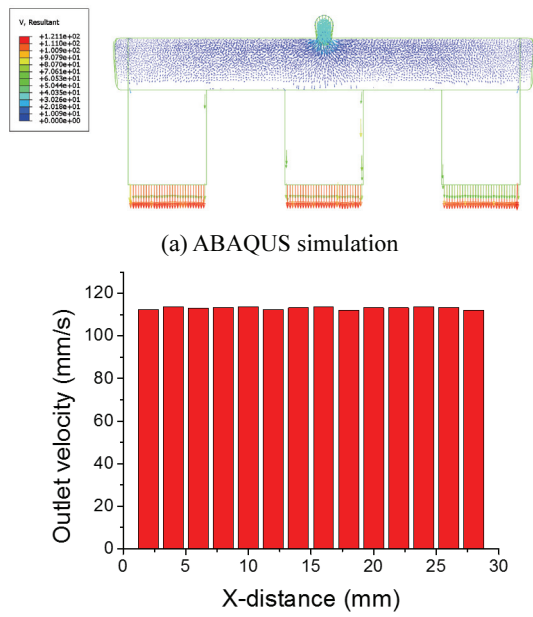 V, Resultant
+1.211e+02
+1.110e+02
+1.009e+02
+9.079e+01
+8.070e+01
+7.061e+01
+6.053e+01
+5.044e+01
+4.035e+01
+3.026e+01
+2.018e+01
+1.009e+01
+0.000e+00
(a) ABAQUS simulation
120
100
80
60
40
20
0
Outlet velocity (mm/s)
0 5 10 15 20 25 30
X-distance (mm)